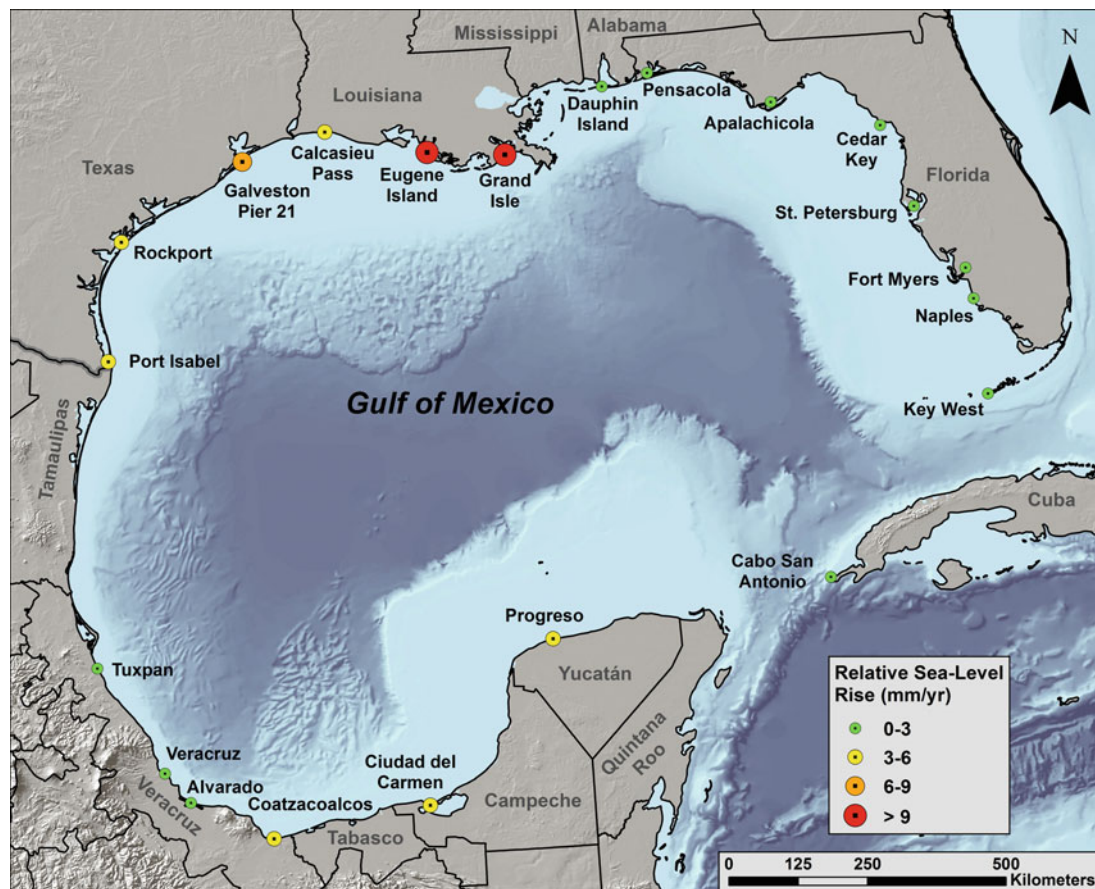 Mississippi
Alabama
N
Louisiana
Pensacola
Dauphin
Island
Apalachicola
Cedar
Key
Texas
Calcasieu
Pass
Eugene
Island
Grand
Isle
Florida
Galveston
Pier 21
St. Petersburg
Rockport
Fort Myers
Naples
Port Isabel
Gulf of Mexico
Key West
Tamaulipas
Cuba
Cabo San
Antonio
Progreso
Tuxpan
Yucatán
Quintana
Roo
Relative Sea-Level
Rise (mm/yr)
0-3
3-6
6-9
> 9
Veracruz
Alvarado
Veracruz
Coatzacoalcos
Ciudad del
Carmen
Campeche
Tabasco
0 125 250 500
Kilometers